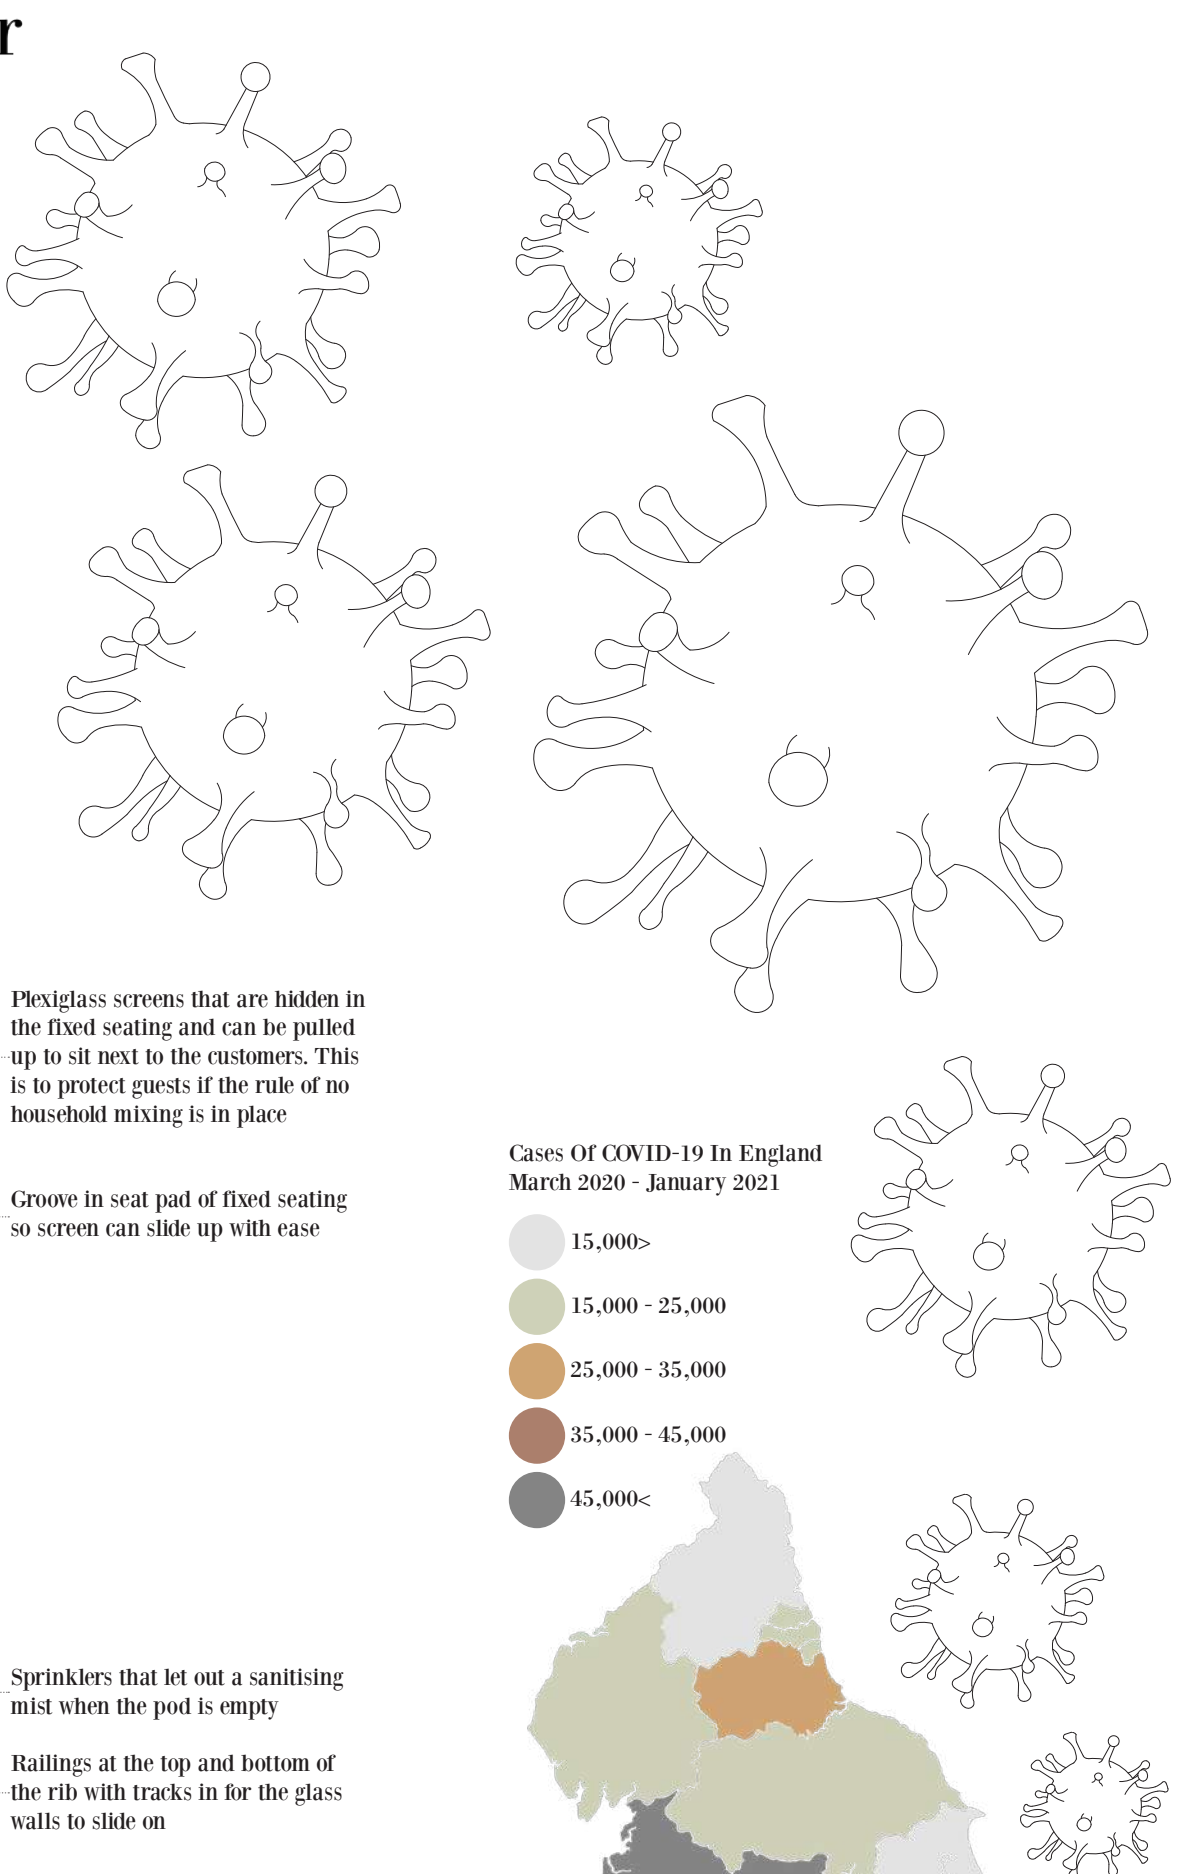 r
Plexiglass screens that are hidden in
the fixed seating and can be pulled
up to sit next to the customers. This
is to protect guests if the rule of no
household mixing is in place
Groove in seat pad of fixed seating
so screen can slide up with ease
Cases Of COVID-19 In England
March 2020 - January 2021
15,000>
15,000 - 25,000
25,000 - 35,000
35,000 - 45,000
45,000<
Sprinklers that let out a sanitising
mist when the pod is empty
Railings at the top and bottom of
the rib with tracks in for the glass
walls to slide on